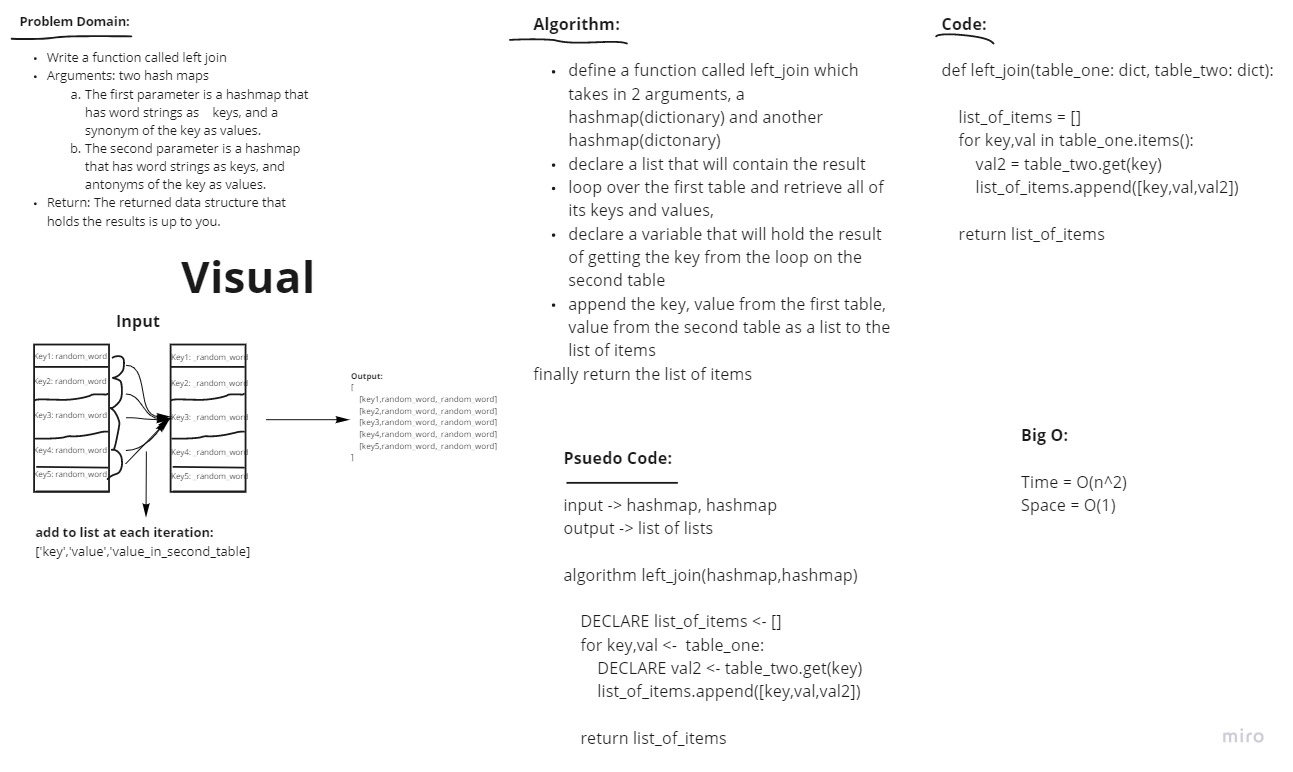 Problem Domain:
• Write a function called left join
• Arguments: two hash maps
a. The first parameter is a hashmap that
has word strings as keys, and a
synonym of the key as values.
b. The second parameter is a hashmap
that has word strings as keys, and
antonyms of the key as values.
• Return: The returned data structure that
holds the results is up to you.
Visual
Input
Key1: random_word
Key2: random_word
Key3: random_word
Key4: random_word
Key5: random_word
Key1: _random_word
Key2: _random_word
Key3: _random_word
Key4: _random_word
Key5: _random_word
add to list at each iteration:
['key','value','value_in_second_table]
Output:
[
[key1,random_word,_random_word]
[key2,random_word,_random_word]
[key3,random_word,_random_word]
[key4,random_word,_random_word]
[key5,random_word,_random_word]
]
Algorithm:
• define a function called left_join which
takes in 2 arguments, a
hashmap(dictionary) and another
hashmap(dictonary)
• declare a list that will contain the result
• loop over the first table and retrieve all of
its keys and values,
• declare a variable that will hold the result
of getting the key from the loop on the
second table
• append the key, value from the first table,
value from the second table as a list to the
list of items
finally return the list of items
Psuedo Code:
input -> hashmap, hashmap
output -> list of lists
algorithm left_join(hashmap,hashmap)
DECLARE list_of_items <- []
for key,val <- table_one:
DECLARE val2 <- table_two.get(key)
list_of_items.append([key,val,val2])
return list_of_items
Code:
def left_join(table_one: dict, table_two: dict):
list_of_items = []
for key,val in table_one.items():
val2 = table_two.get(key)
list_of_items.append([key,val,val2])
return list_of_items
Big O:
Time = O(n^2)
Space = O(1)
miro